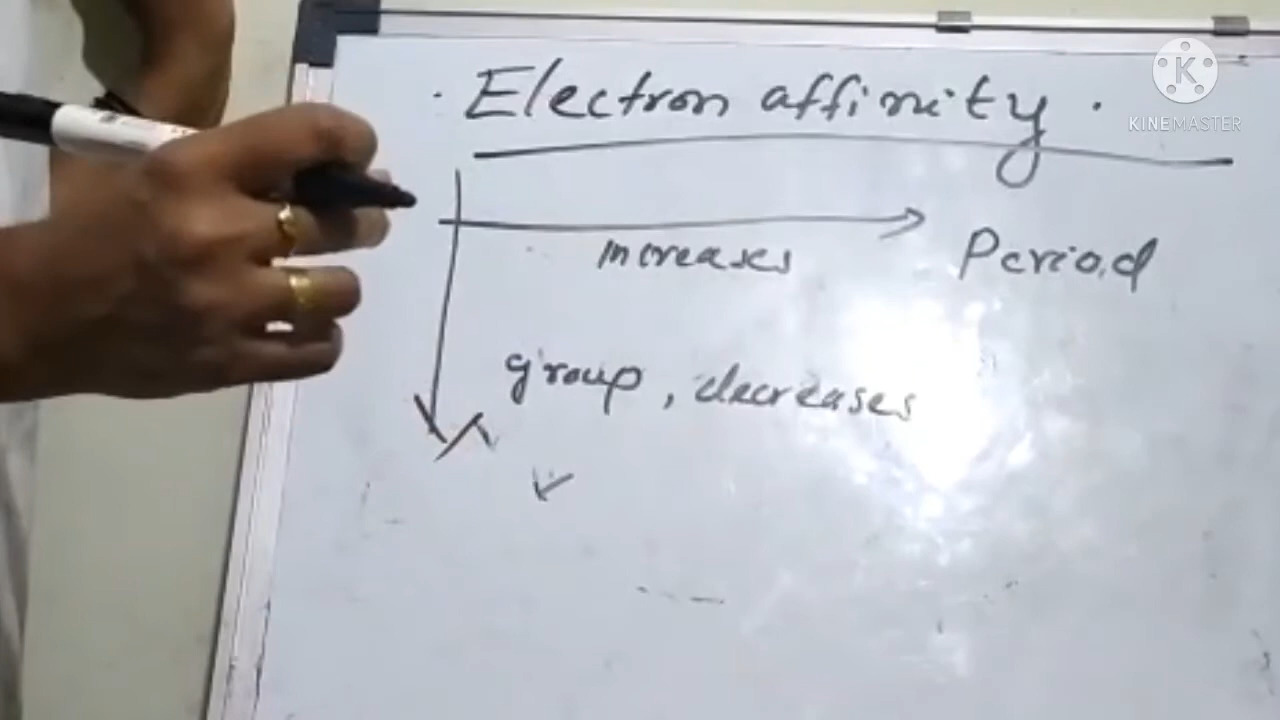 · Electron affinity ·
increases
Period
group, decreases
K
KINEMASTER